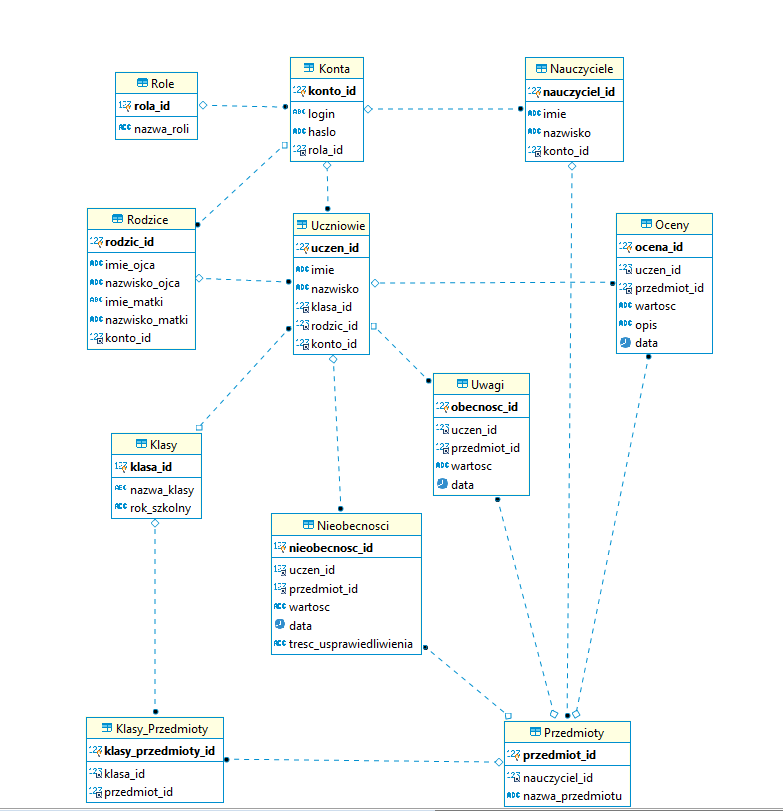 Role
rola_id
nazwa_roli
Konta
konto_id
login
haslo
rola_id
Nauczyciele
nauczyciel_id
imie
nazwisko
konto_id
Rodzice
rodzic_id
imie_ojca
nazwisko_ojca
imie_matki
nazwisko_matki
konto_id
Uczniowie
uczen_id
imie
nazwisko
klasa_id
rodzic_id
konto_id
Oceny
ocena_id
uczen_id
przedmiot_id
wartosc
opis
data
Uwagi
obecnosc_id
uczen_id
przedmiot_id
wartosc
data
Klasy
klasa_id
nazwa_klasy
rok_szkolny
Nieobecnosci
nieobecnosc_id
uczen_id
przedmiot_id
wartosc
data
tresc_usprawiedliwienia
Klasy_Przedmioty
klasy_przedmioty_id
klasa_id
przedmiot_id
Przedmioty
przedmiot_id
nauczyciel_id
nazwa_przedmiotu